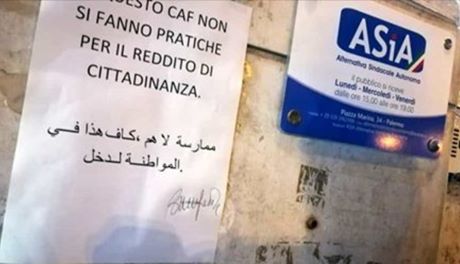 QUESTO CAF NON
SI FANNO PRATICHE
PER IL REDDITO DI
CITTADINANZA.
ممارسة لا هم ،كاف هذا في
.المواطنة لدخل
ASiA
Alternativa Sindacale Autonoma
il pubblico si riceve
Lunedì - Mercoledì - Venerdì
dalle ore 15,00 alle ore 19,00
Piazza Marina, 34 - Palermo